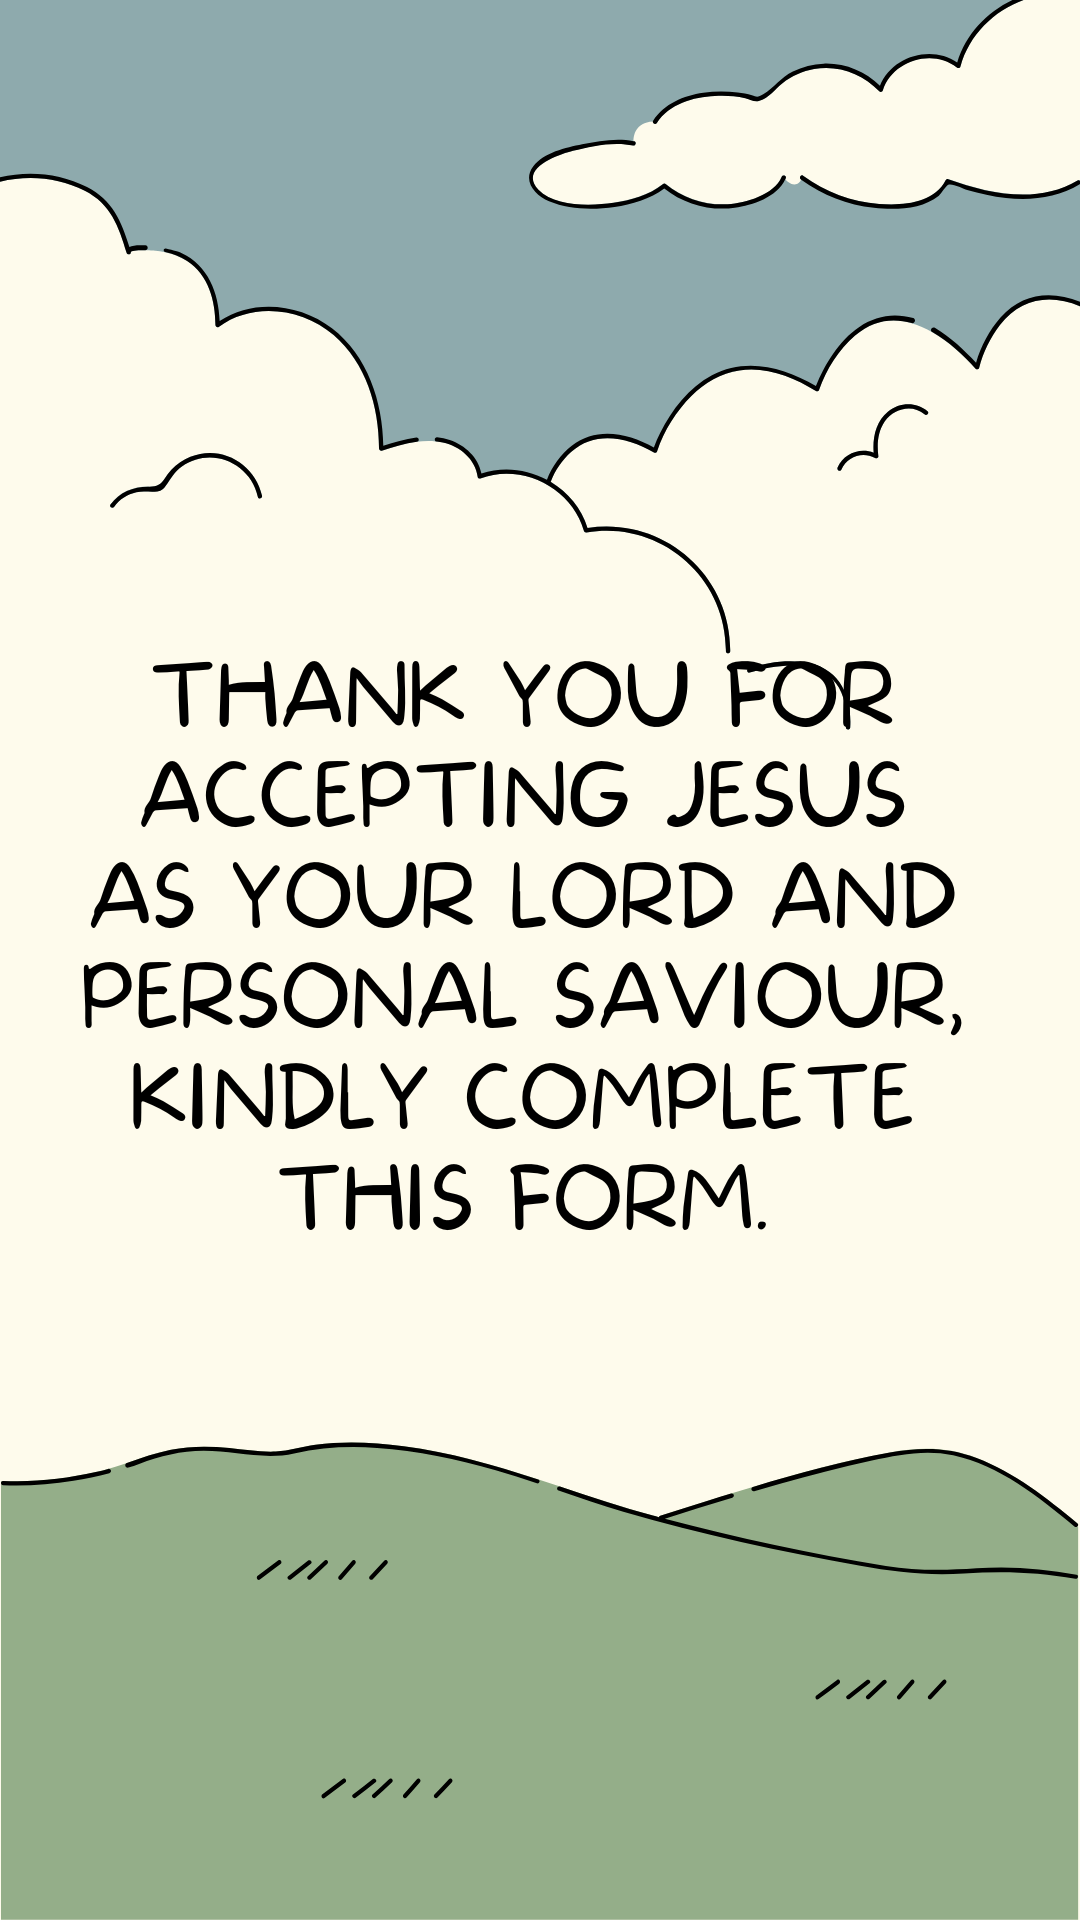 THANK YOU FOR
ACCEPTING JESUS
AS YOUR LORD AND
PERSONAL SAVIOUR,
KINDLY COMPLETE
THIS FORM.